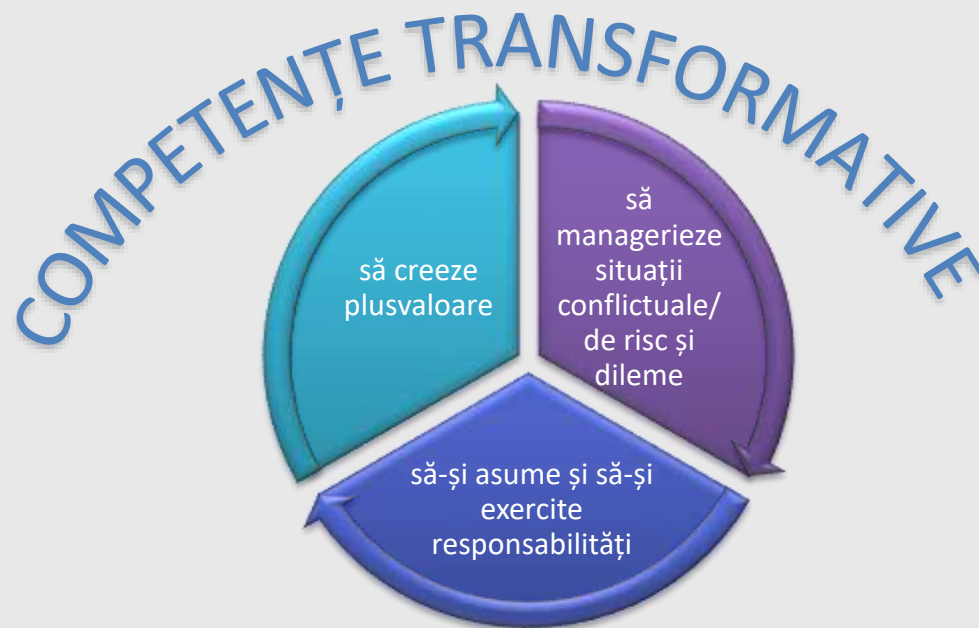 COMPETENȚE TRANSFORMATIVE
să creeze
plusvaloare
să
managerieze
situații
conflictuale/
de risc și
dileme
să-și asume și să-și
exercite
responsabilități